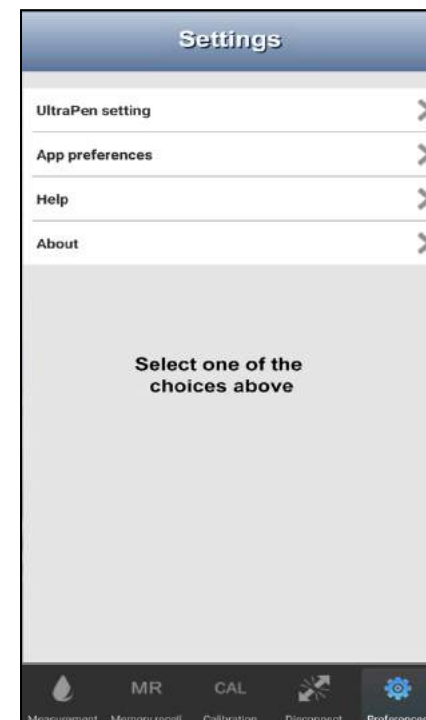 Settings
UltraPen setting
App preferences
Help
About
Select one of the
choices above
MR CAL
Measurement Memory recall Calibration Disconnect Preferences